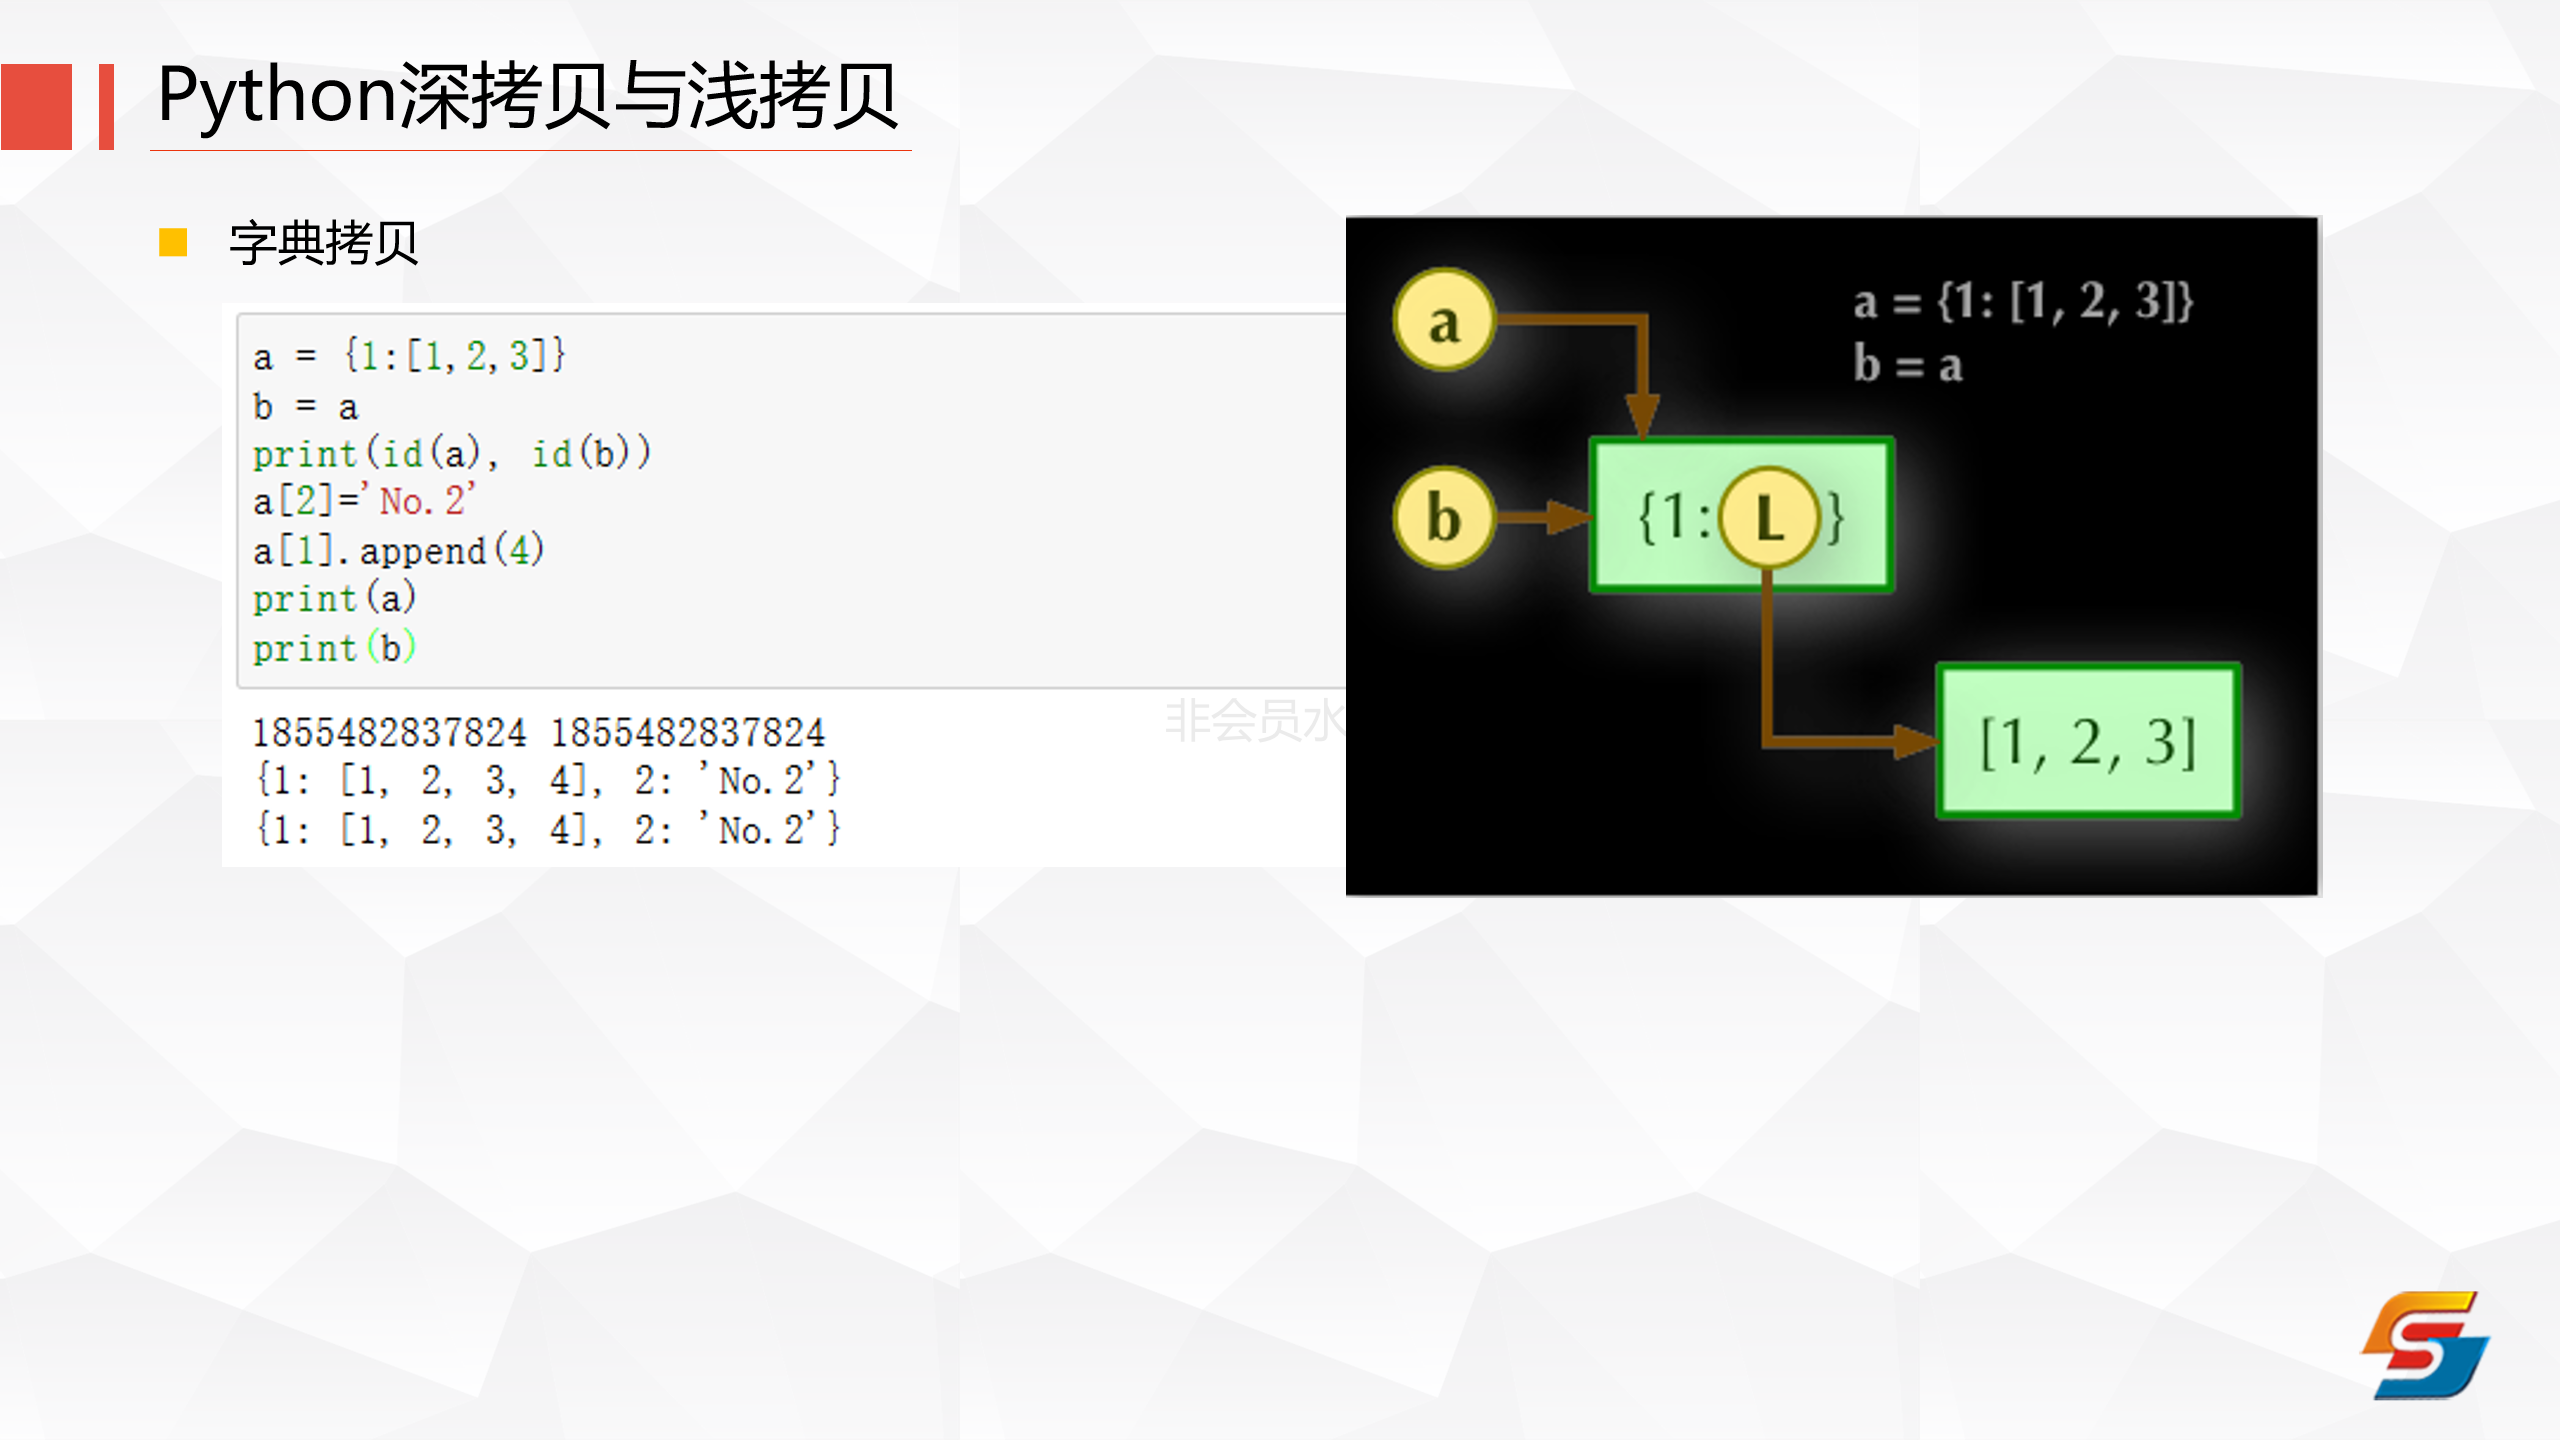 Python深拷贝与浅拷贝
字典拷贝
a = {1:[1,2,3]}
b = a
print(id(a), id(b))
a[2]='No.2'
a[1].append(4)
print(a)
print(b)
1855482837824 1855482837824
{1: [1, 2, 3, 4], 2: 'No.2'}
{1: [1, 2, 3, 4], 2: 'No.2'}
非会员水
a = {1: [1, 2, 3]}
b = a
a
b
{1: L }
[1, 2, 3]